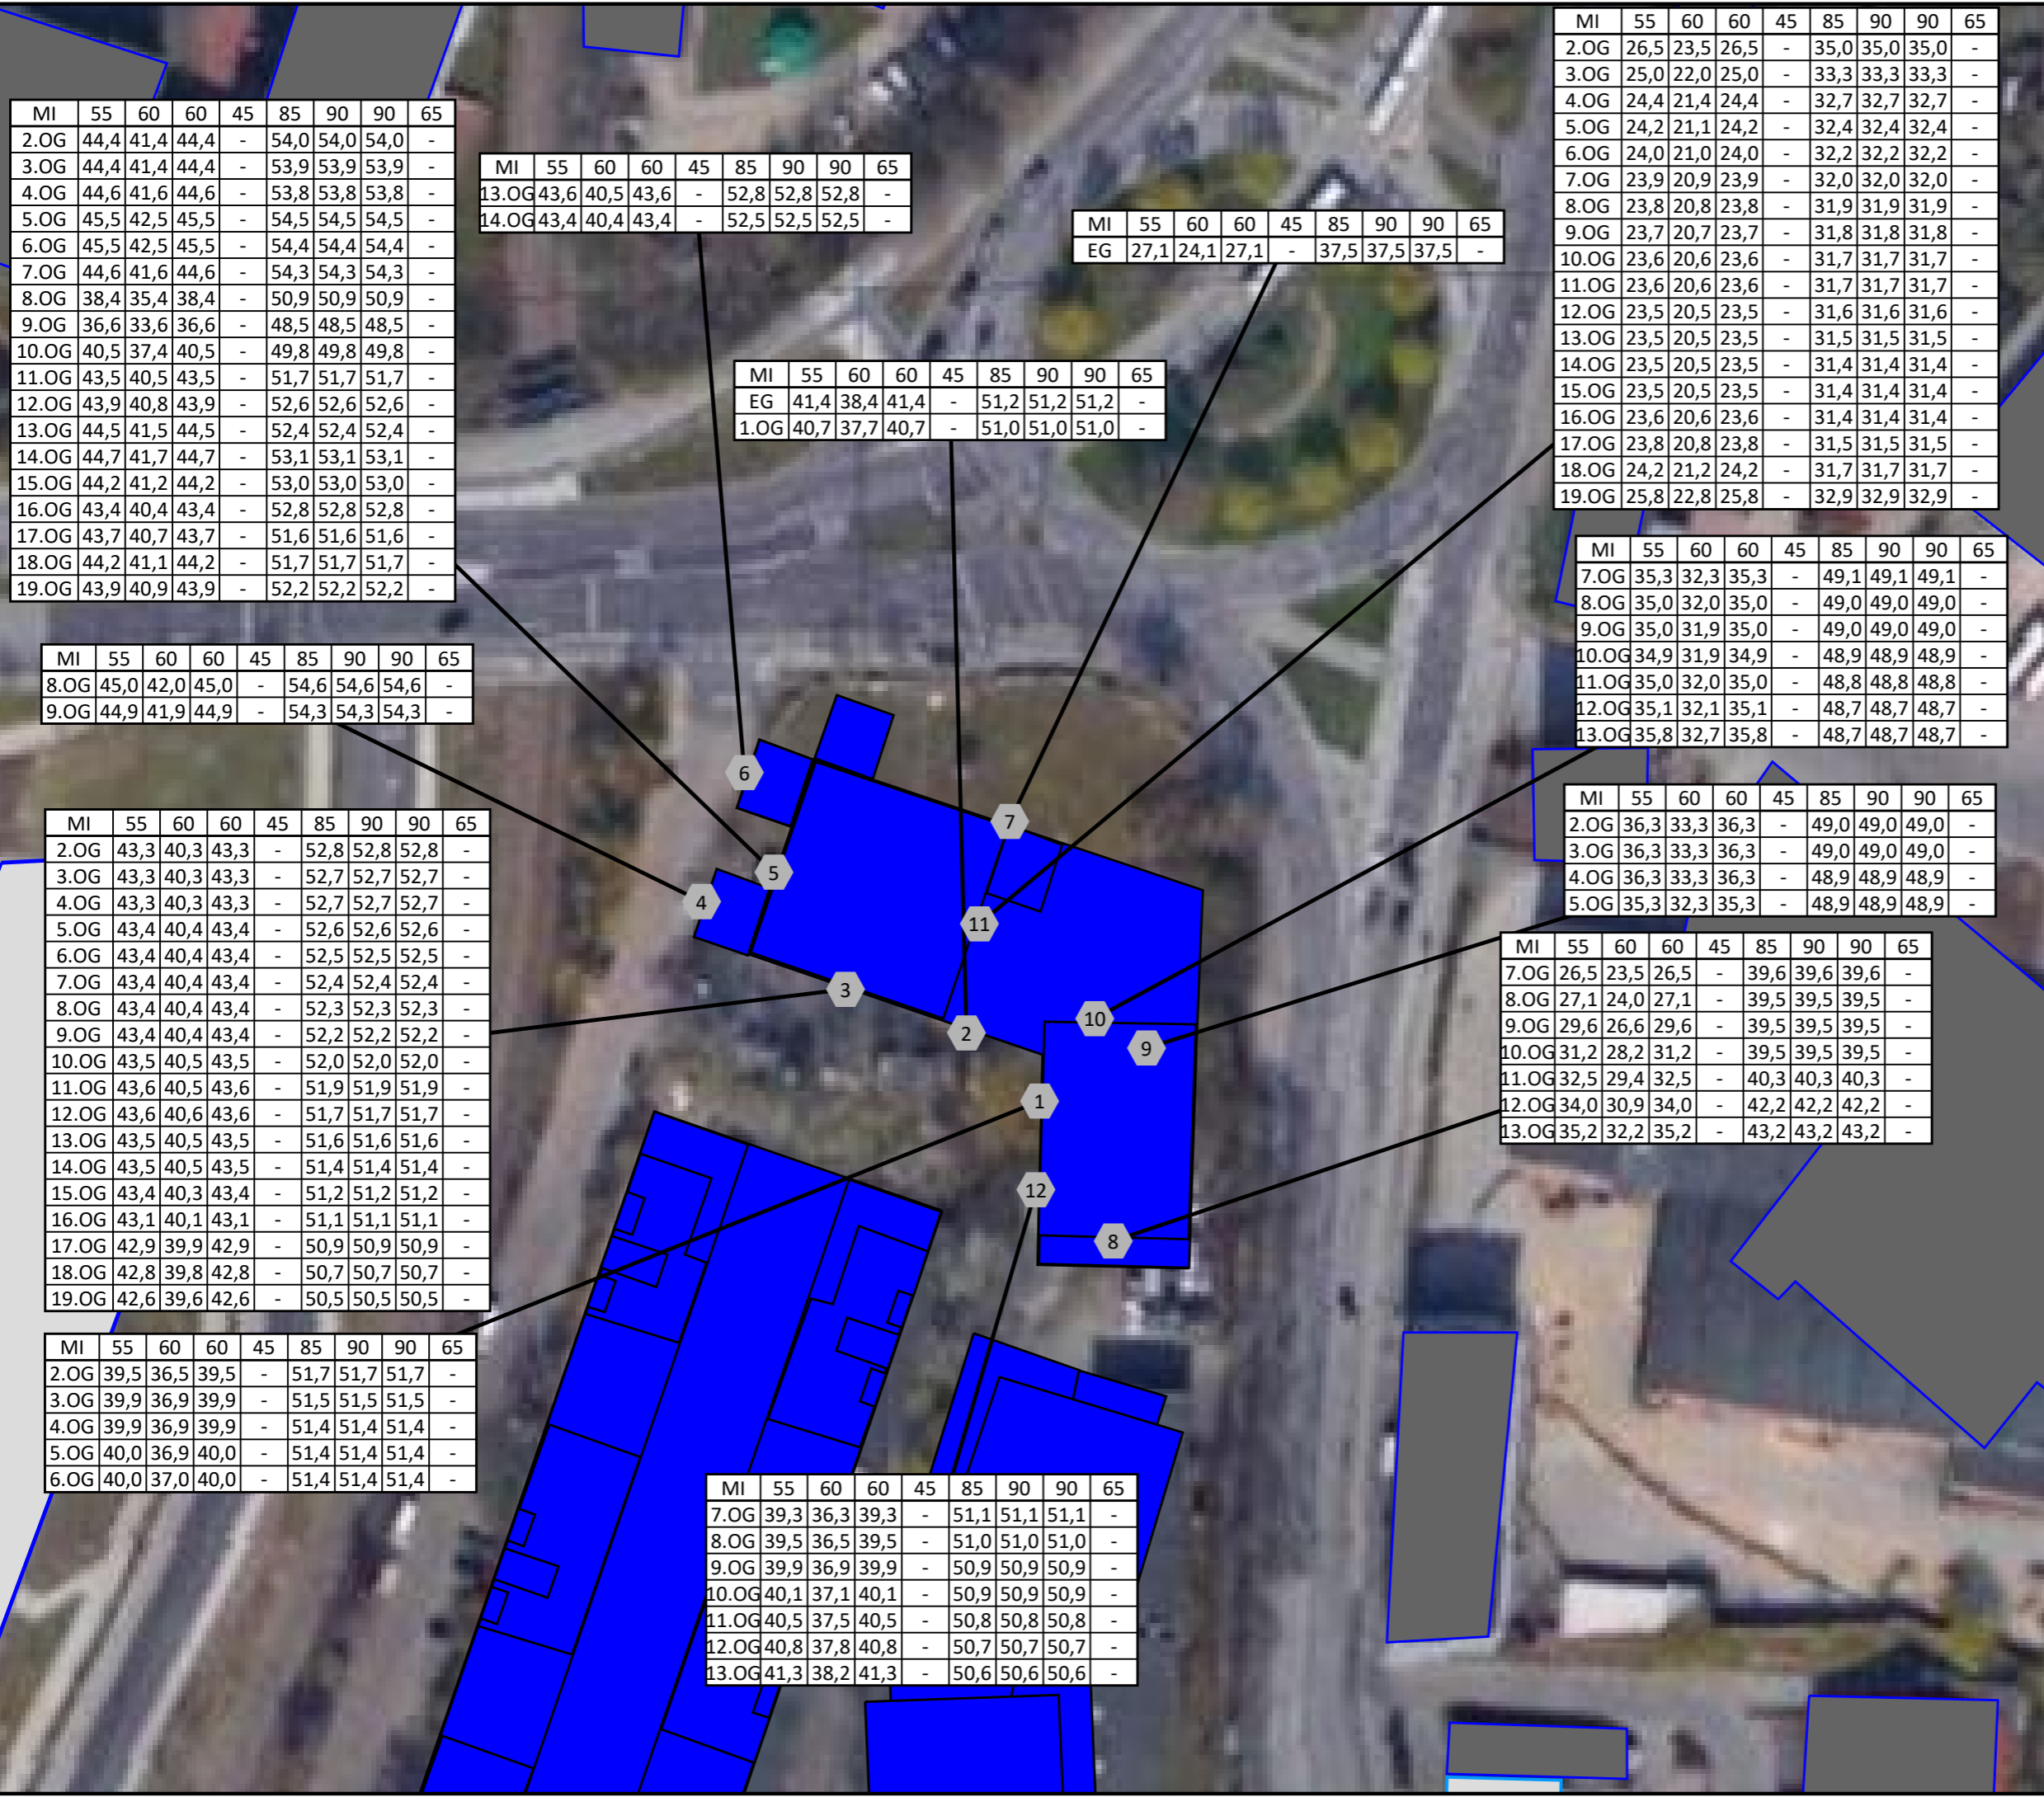 MI 55 60 60 45 85 90 90 65
2.OG 44,4 41,4 44,4 - 54,0 54,0 54,0 -
3.OG 44,4 41,4 44,4 - 53,9 53,9 53,9 -
4.OG 44,6 41,6 44,6 - 53,8 53,8 53,8 -
5.OG 45,5 42,5 45,5 - 54,5 54,5 54,5 -
6.OG 45,5 42,5 45,5 - 54,4 54,4 54,4 -
7.OG 44,6 41,6 44,6 - 54,3 54,3 54,3 -
8.OG 38,4 35,4 38,4 - 50,9 50,9 50,9 -
9.OG 36,6 33,6 36,6 - 48,5 48,5 48,5 -
10.OG 40,5 37,4 40,5 - 49,8 49,8 49,8 -
11.OG 43,5 40,5 43,5 - 51,7 51,7 51,7 -
12.OG 43,9 40,8 43,9 - 52,6 52,6 52,6 -
13.OG 44,5 41,5 44,5 - 52,4 52,4 52,4 -
14.OG 44,7 41,7 44,7 - 53,1 53,1 53,1 -
15.OG 44,2 41,2 44,2 - 53,0 53,0 53,0 -
16.OG 43,4 40,4 43,4 - 52,8 52,8 52,8 -
17.OG 43,7 40,7 43,7 - 51,6 51,6 51,6 -
18.OG 44,2 41,1 44,2 - 51,7 51,7 51,7 -
19.OG 43,9 40,9 43,9 - 52,2 52,2 52,2 -
MI 55 60 60 45 85 90 90 65
13.OG 43,6 40,5 43,6 - 52,8 52,8 52,8 -
14.OG 43,4 40,4 43,4 - 52,5 52,5 52,5 -
MI 55 60 60 45 85 90 90 65
EG 27,1 24,1 27,1 - 37,5 37,5 37,5 -
MI 55 60 60 45 85 90 90 65
EG 41,4 38,4 41,4 - 51,2 51,2 51,2 -
1.OG 40,7 37,7 40,7 - 51,0 51,0 51,0 -
MI 55 60 60 45 85 90 90 65
2.OG 26,5 23,5 26,5 - 35,0 35,0 35,0 -
3.OG 25,0 22,0 25,0 - 33,3 33,3 33,3 -
4.OG 24,4 21,4 24,4 - 32,7 32,7 32,7 -
5.OG 24,2 21,1 24,2 - 32,4 32,4 32,4 -
6.OG 24,0 21,0 24,0 - 32,2 32,2 32,2 -
7.OG 23,9 20,9 23,9 - 32,0 32,0 32,0 -
8.OG 23,8 20,8 23,8 - 31,9 31,9 31,9 -
9.OG 23,7 20,7 23,7 - 31,8 31,8 31,8 -
10.OG 23,6 20,6 23,6 - 31,7 31,7 31,7 -
11.OG 23,6 20,6 23,6 - 31,7 31,7 31,7 -
12.OG 23,5 20,5 23,5 - 31,6 31,6 31,6 -
13.OG 23,5 20,5 23,5 - 31,5 31,5 31,5 -
14.OG 23,5 20,5 23,5 - 31,4 31,4 31,4 -
15.OG 23,5 20,5 23,5 - 31,4 31,4 31,4 -
16.OG 23,6 20,6 23,6 - 31,4 31,4 31,4 -
17.OG 23,8 20,8 23,8 - 31,5 31,5 31,5 -
18.OG 24,2 21,2 24,2 - 31,7 31,7 31,7 -
19.OG 25,8 22,8 25,8 - 32,9 32,9 32,9 -
MI 55 60 60 45 85 90 90 65
7.OG 35,3 32,3 35,3 - 49,1 49,1 49,1 -
8.OG 35,0 32,0 35,0 - 49,0 49,0 49,0 -
9.OG 35,0 31,9 35,0 - 49,0 49,0 49,0 -
10.OG 34,9 31,9 34,9 - 48,9 48,9 48,9 -
11.OG 35,0 32,0 35,0 - 48,8 48,8 48,8 -
12.OG 35,1 32,1 35,1 - 48,7 48,7 48,7 -
13.OG 35,8 32,7 35,8 - 48,7 48,7 48,7 -
MI 55 60 60 45 85 90 90 65
8.OG 45,0 42,0 45,0 - 54,6 54,6 54,6 -
9.OG 44,9 41,9 44,9 - 54,3 54,3 54,3 -
6
7
5
4
11
3
2
10
9
1
12
8
MI 55 60 60 45 85 90 90 65
2.OG 36,3 33,3 36,3 - 49,0 49,0 49,0 -
3.OG 36,3 33,3 36,3 - 49,0 49,0 49,0 -
4.OG 36,3 33,3 36,3 - 48,9 48,9 48,9 -
5.OG 35,3 32,3 35,3 - 48,9 48,9 48,9 -
MI 55 60 60 45 85 90 90 65
7.OG 26,5 23,5 26,5 - 39,6 39,6 39,6 -
8.OG 27,1 24,0 27,1 - 39,5 39,5 39,5 -
9.OG 29,6 26,6 29,6 - 39,5 39,5 39,5 -
10.OG 31,2 28,2 31,2 - 39,5 39,5 39,5 -
11.OG 32,5 29,4 32,5 - 40,3 40,3 40,3 -
12.OG 34,0 30,9 34,0 - 42,2 42,2 42,2 -
13.OG 35,2 32,2 35,2 - 43,2 43,2 43,2 -
MI 55 60 60 45 85 90 90 65
2.OG 43,3 40,3 43,3 - 52,8 52,8 52,8 -
3.OG 43,3 40,3 43,3 - 52,7 52,7 52,7 -
4.OG 43,3 40,3 43,3 - 52,7 52,7 52,7 -
5.OG 43,4 40,4 43,4 - 52,6 52,6 52,6 -
6.OG 43,4 40,4 43,4 - 52,5 52,5 52,5 -
7.OG 43,4 40,4 43,4 - 52,4 52,4 52,4 -
8.OG 43,4 40,4 43,4 - 52,3 52,3 52,3 -
9.OG 43,4 40,4 43,4 - 52,2 52,2 52,2 -
10.OG 43,5 40,5 43,5 - 52,0 52,0 52,0 -
11.OG 43,6 40,5 43,6 - 51,9 51,9 51,9 -
12.OG 43,6 40,6 43,6 - 51,7 51,7 51,7 -
13.OG 43,5 40,5 43,5 - 51,6 51,6 51,6 -
14.OG 43,5 40,5 43,5 - 51,4 51,4 51,4 -
15.OG 43,4 40,3 43,4 - 51,2 51,2 51,2 -
16.OG 43,1 40,1 43,1 - 51,1 51,1 51,1 -
17.OG 42,9 39,9 42,9 - 50,9 50,9 50,9 -
18.OG 42,8 39,8 42,8 - 50,7 50,7 50,7 -
19.OG 42,6 39,6 42,6 - 50,5 50,5 50,5 -
MI 55 60 60 45 85 90 90 65
2.OG 39,5 36,5 39,5 - 51,7 51,7 51,7 -
3.OG 39,9 36,9 39,9 - 51,5 51,5 51,5 -
4.OG 39,9 36,9 39,9 - 51,4 51,4 51,4 -
5.OG 40,0 36,9 40,0 - 51,4 51,4 51,4 -
6.OG 40,0 37,0 40,0 - 51,4 51,4 51,4 -
MI 55 60 60 45 85 90 90 65
7.OG 39,3 36,3 39,3 - 51,1 51,1 51,1 -
8.OG 39,5 36,5 39,5 - 51,0 51,0 51,0 -
9.OG 39,9 36,9 39,9 - 50,9 50,9 50,9 -
10.OG 40,1 37,1 40,1 - 50,9 50,9 50,9 -
11.OG 40,5 37,5 40,5 - 50,8 50,8 50,8 -
12.OG 40,8 37,8 40,8 - 50,7 50,7 50,7 -
13.OG 41,3 38,2 41,3 - 50,6 50,6 50,6 -